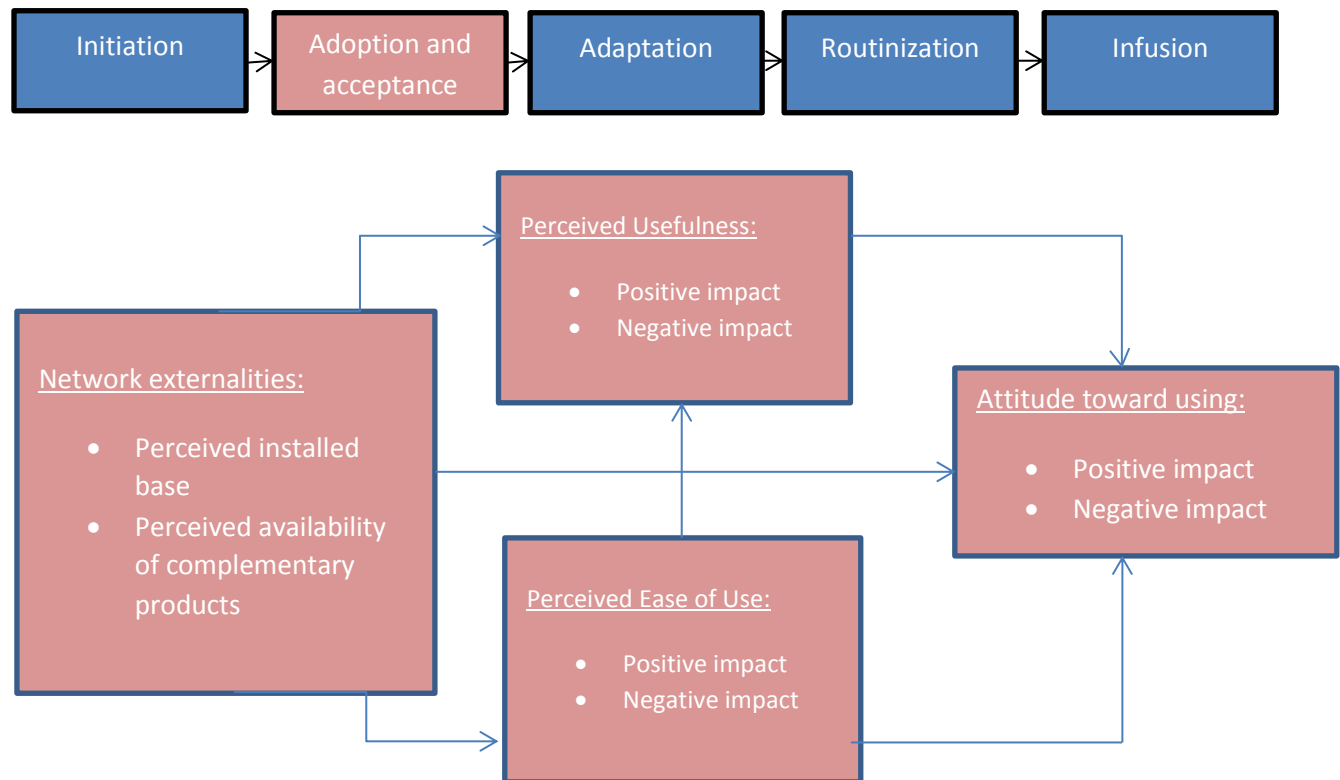 Initiation
Adoption and
acceptance
Adaptation
Routinization
Infusion
Perceived Usefulness:
● Positive impact
● Negative impact
Network externalities:
● Perceived installed
base
● Perceived availability
of complementary
products
Attitude toward using:
● Positive impact
● Negative impact
Perceived Ease of Use:
● Positive impact
● Negative impact